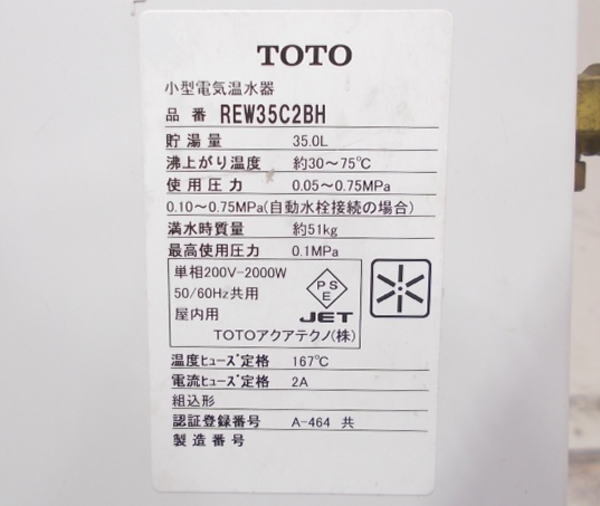 TOTO
小型電気温水器
品番 REW35C2BH
貯湯量 35.0L
沸上がり温度 約30～75℃
使用圧力 0.05～0.75MPa
0.10～0.75MPa(自動水栓接続の場合)
満水時質量 約51kg
最高使用圧力 0.1MPa
単相200V-2000W
50/60Hz共用
屋内用
PSE
JET
TOTOアクアテクノ(株)
温度ﾋｭｰｽﾞ定格 167℃
電流ﾋｭｰｽﾞ定格 2A
組込形
認証登録番号 A-464 共
製造番号